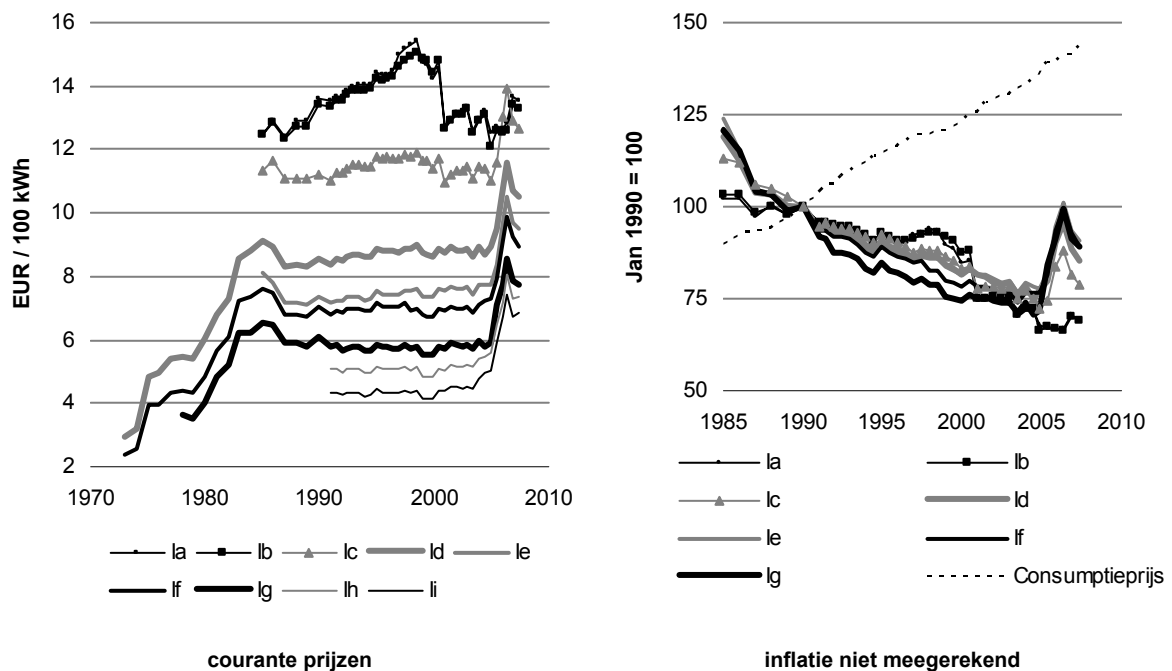 EUR / 100 kWh
16
14
12
10
8
6
4
2
1970 1980 1990 2000 2010
Ia Ib Ic Id Ie
If Ig Ih Ii
courante prijzen
Jan 1990 = 100
150
125
100
75
50
1985 1990 1995 2000 2005 2010
Ia Ib
Ic Id
Ie If
Ig Consumptieprijs
inflatie niet meegerekend